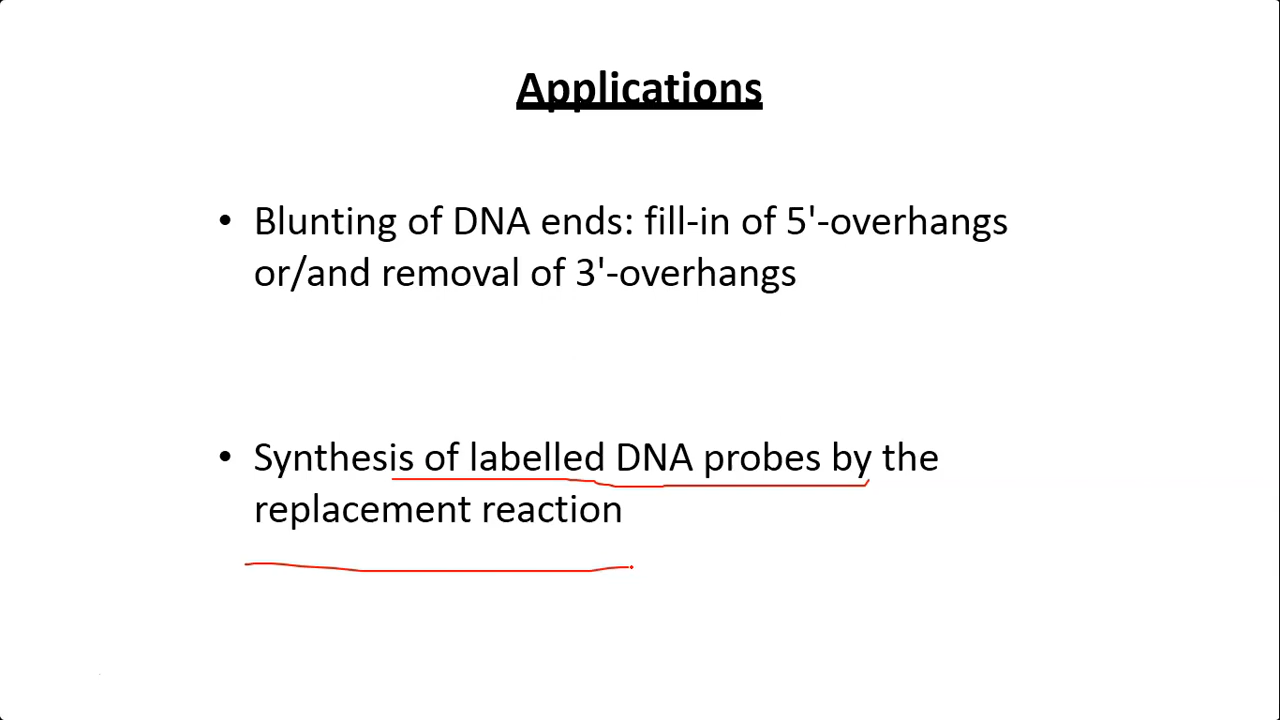 Applications
• Blunting of DNA ends: fill-in of 5'-overhangs
or/and removal of 3'-overhangs
• Synthesis of labelled DNA probes by the
replacement reaction